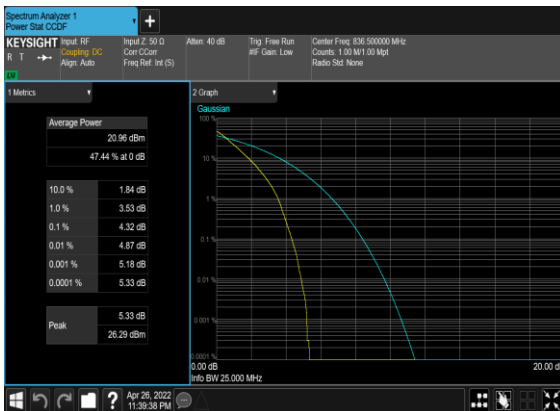 Spectrum Analyzer 1
Power Stat CCDF
+
KEYSIGHT
R T
LV
Input: RF
Coupling: DC
Align: Auto
Input Z: 50 Ω
Corr CCorr
Freq Ref: Int (S)
Atten: 40 dB
Trig: Free Run
#IF Gain: Low
Center Freq: 836.500000 MHz
Counts: 1.00 M/1.00 Mpt
Radio Std: None
1 Metrics
Average Power
20.96 dBm
47.44 % at 0 dB
10.0 % 1.84 dB
1.0 % 3.53 dB
0.1 % 4.32 dB
0.01 % 4.87 dB
0.001 % 5.18 dB
0.0001 % 5.33 dB
Peak
5.33 dB
26.29 dBm
2 Graph
Gaussian
100 %
10 %
1 %
0.1 %
0.01 %
0.001 %
0.0001 %
0.00 dB
20.00 d
Info BW 25.000 MHz
?
Apr 26, 2022
11:39:38 PM